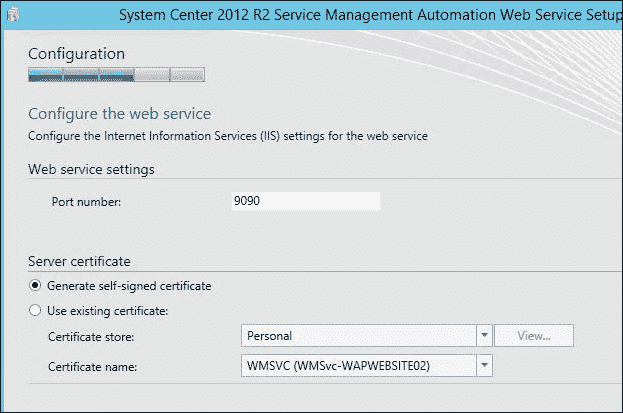 System Center 2012 R2 Service Management Automation Web Service Setup
Configuration
Configure the web service
Configure the Internet Information Services (IIS) settings for the web service
Web service settings
Port number: 9090
Server certificate
Generate self-signed certificate
Use existing certificate:
Certificate store: Personal View...
Certificate name: WMSVC (WMSvc-WAPWEBSITE02)